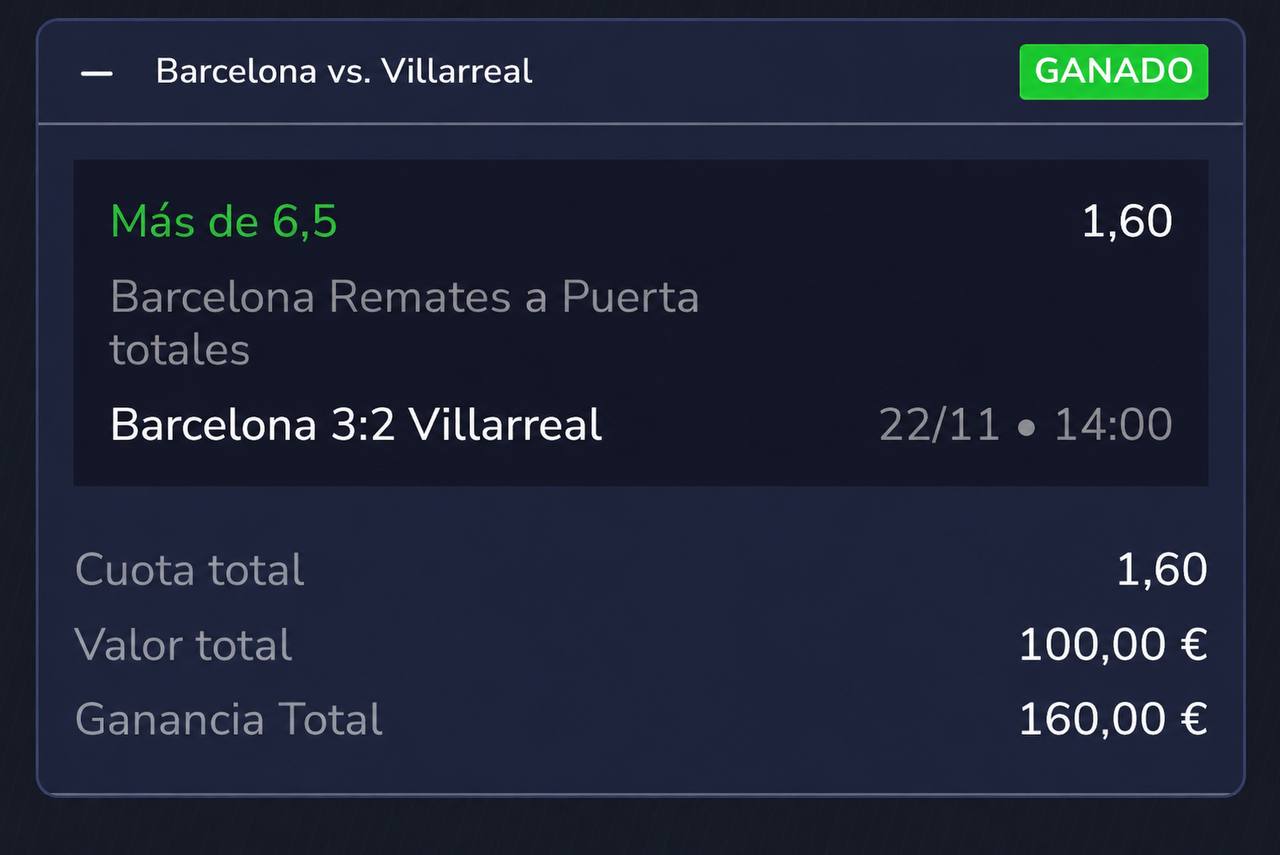 Barcelona vs. Villarreal GANADO
Más de 6,5 1,60
Barcelona Remates a Puerta
totales
Barcelona 3:2 Villarreal 22/11 • 14:00
Cuota total 1,60
Valor total 100,00 €
Ganancia Total 160,00 €